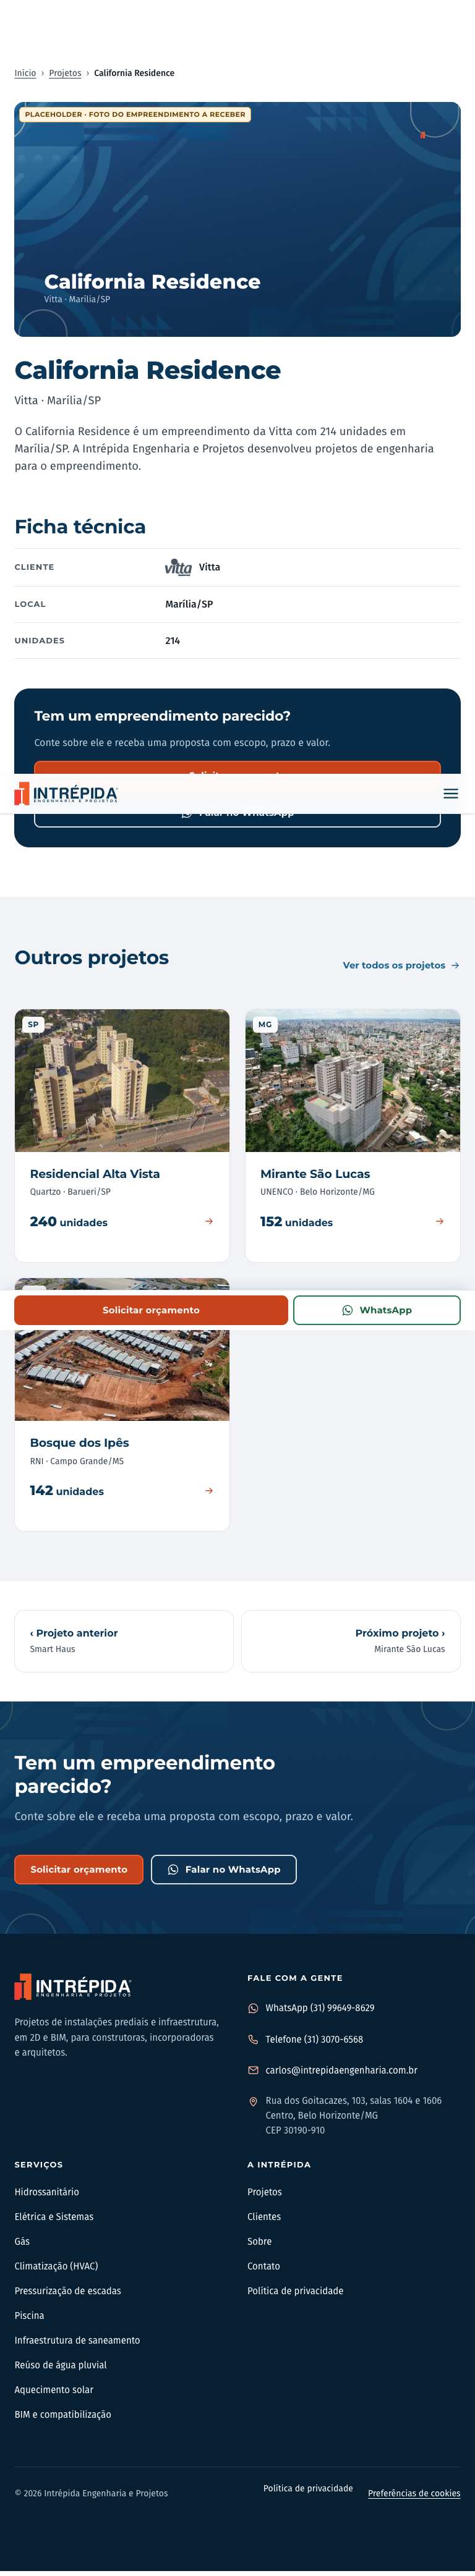 Início › Projetos › California Residence
PLACEHOLDER · FOTO DO EMPREENDIMENTO A RECEBER
California Residence
Vitta · Marília/SP
California Residence
Vitta · Marília/SP
O California Residence é um empreendimento da Vitta com 214 unidades em
Marília/SP. A Intrépida Engenharia e Projetos desenvolveu projetos de engenharia
para o empreendimento.
Ficha técnica
CLIENTE vitta Vitta
LOCAL Marília/SP
UNIDADES 214
Tem um empreendimento parecido?
Conte sobre ele e receba uma proposta com escopo, prazo e valor.
INTRÉPIDA
ENGENHARIA E PROJETOS
Falar no WhatsApp
Outros projetos
Ver todos os projetos →
SP
MG
Residencial Alta Vista
Quartzo · Barueri/SP
240 unidades →
Mirante São Lucas
UNENCO · Belo Horizonte/MG
152 unidades →
Solicitar orçamento
WhatsApp
Bosque dos Ipês
RNI · Campo Grande/MS
142 unidades →
‹ Projeto anterior
Smart Haus
Próximo projeto ›
Mirante São Lucas
Tem um empreendimento
parecido?
Conte sobre ele e receba uma proposta com escopo, prazo e valor.
Solicitar orçamento
Falar no WhatsApp
INTRÉPIDA
ENGENHARIA E PROJETOS
Projetos de instalações prediais e infraestrutura,
em 2D e BIM, para construtoras, incorporadoras
e arquitetos.
FALE COM A GENTE
WhatsApp (31) 99649-8629
Telefone (31) 3070-6568
carlos@intrepidaengenharia.com.br
Rua dos Goitacazes, 103, salas 1604 e 1606
Centro, Belo Horizonte/MG
CEP 30190-910
SERVIÇOS
Hidrossanitário
Elétrica e Sistemas
Gás
Climatização (HVAC)
Pressurização de escadas
Piscina
Infraestrutura de saneamento
Reúso de água pluvial
Aquecimento solar
BIM e compatibilização
A INTRÉPIDA
Projetos
Clientes
Sobre
Contato
Política de privacidade
© 2026 Intrépida Engenharia e Projetos
Política de privacidade
Preferências de cookies